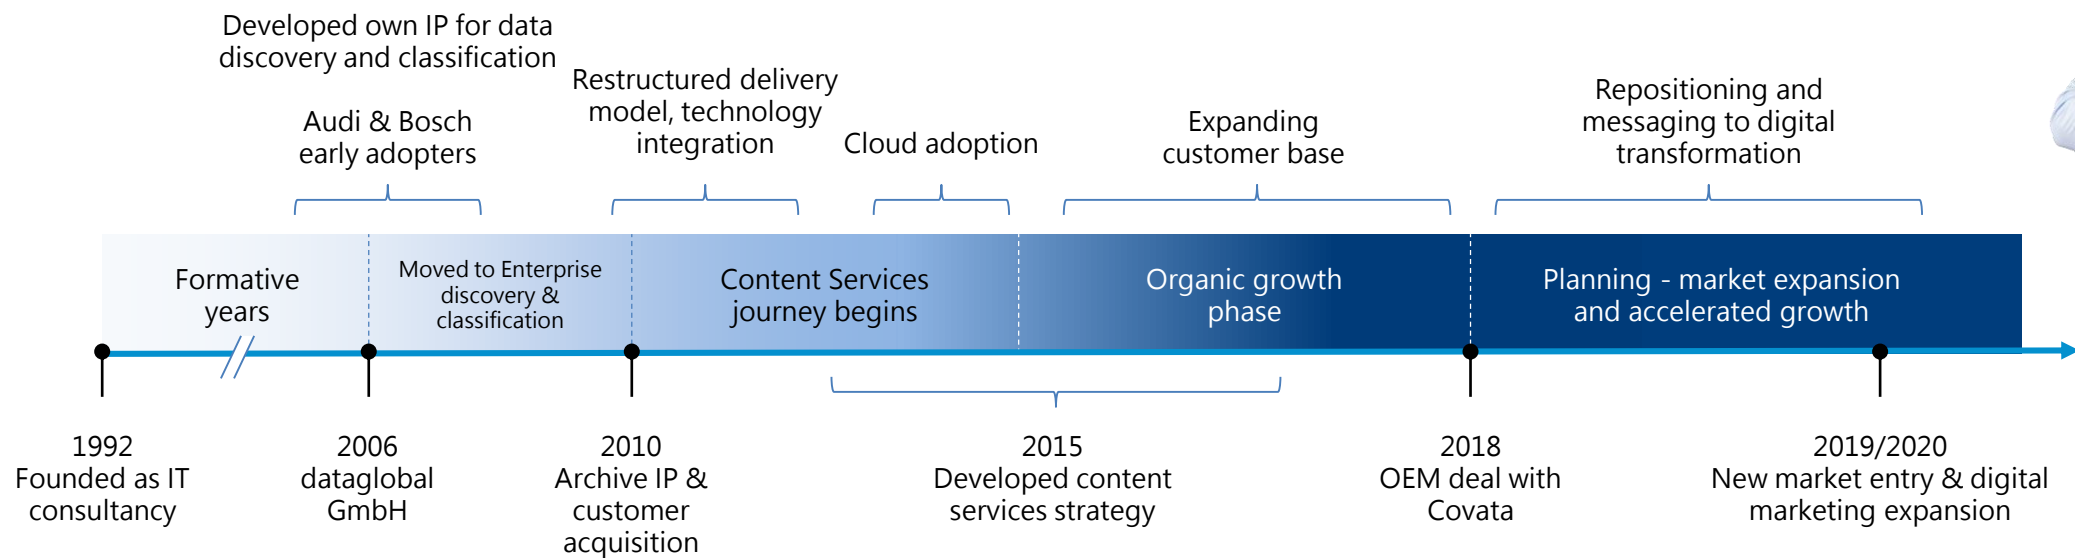 Developed own IP for data
discovery and classification
Audi & Bosch
early adopters
Restructured delivery
model, technology
integration
Cloud adoption
Expanding
customer base
Repositioning and
messaging to digital
transformation
Formative
years
Moved to Enterprise
discovery &
classification
Content Services
journey begins
Organic growth
phase
Planning - market expansion
and accelerated growth
1992
Founded as IT
consultancy
2006
dataglobal
GmbH
2010
Archive IP &
customer
acquisition
2015
Developed content
services strategy
2018
OEM deal with
Covata
2019/2020
New market entry & digital
marketing expansion